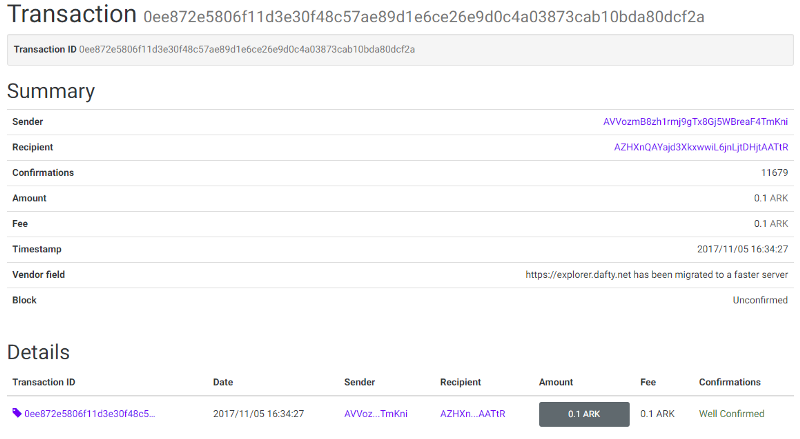 Transaction 0ee872e5806f11d3e30f48c57ae89d1e6ce26e9d0c4a03873cab10bda80dcf2a
Transaction ID 0ee872e5806f11d3e30f48c57ae89d1e6ce26e9d0c4a03873cab10bda80dcf2a
Summary
Sender AVVozmB8zh1rmj9gTx8Gj5WBreaF4TmKni
Recipient AZHXnQAYajd3XkxwwiL6jnLjtDHjtAATtR
Confirmations 11679
Amount 0.1 ARK
Fee 0.1 ARK
Timestamp 2017/11/05 16:34:27
Vendor field https://explorer.dafty.net has been migrated to a faster server
Block Unconfirmed
Details
Transaction ID Date Sender Recipient Amount Fee Confirmations
0ee872e5806f11d3e30f48c5... 2017/11/05 16:34:27 AVVoz...TmKni AZHXn...AATtR 0.1 ARK 0.1 ARK Well Confirmed